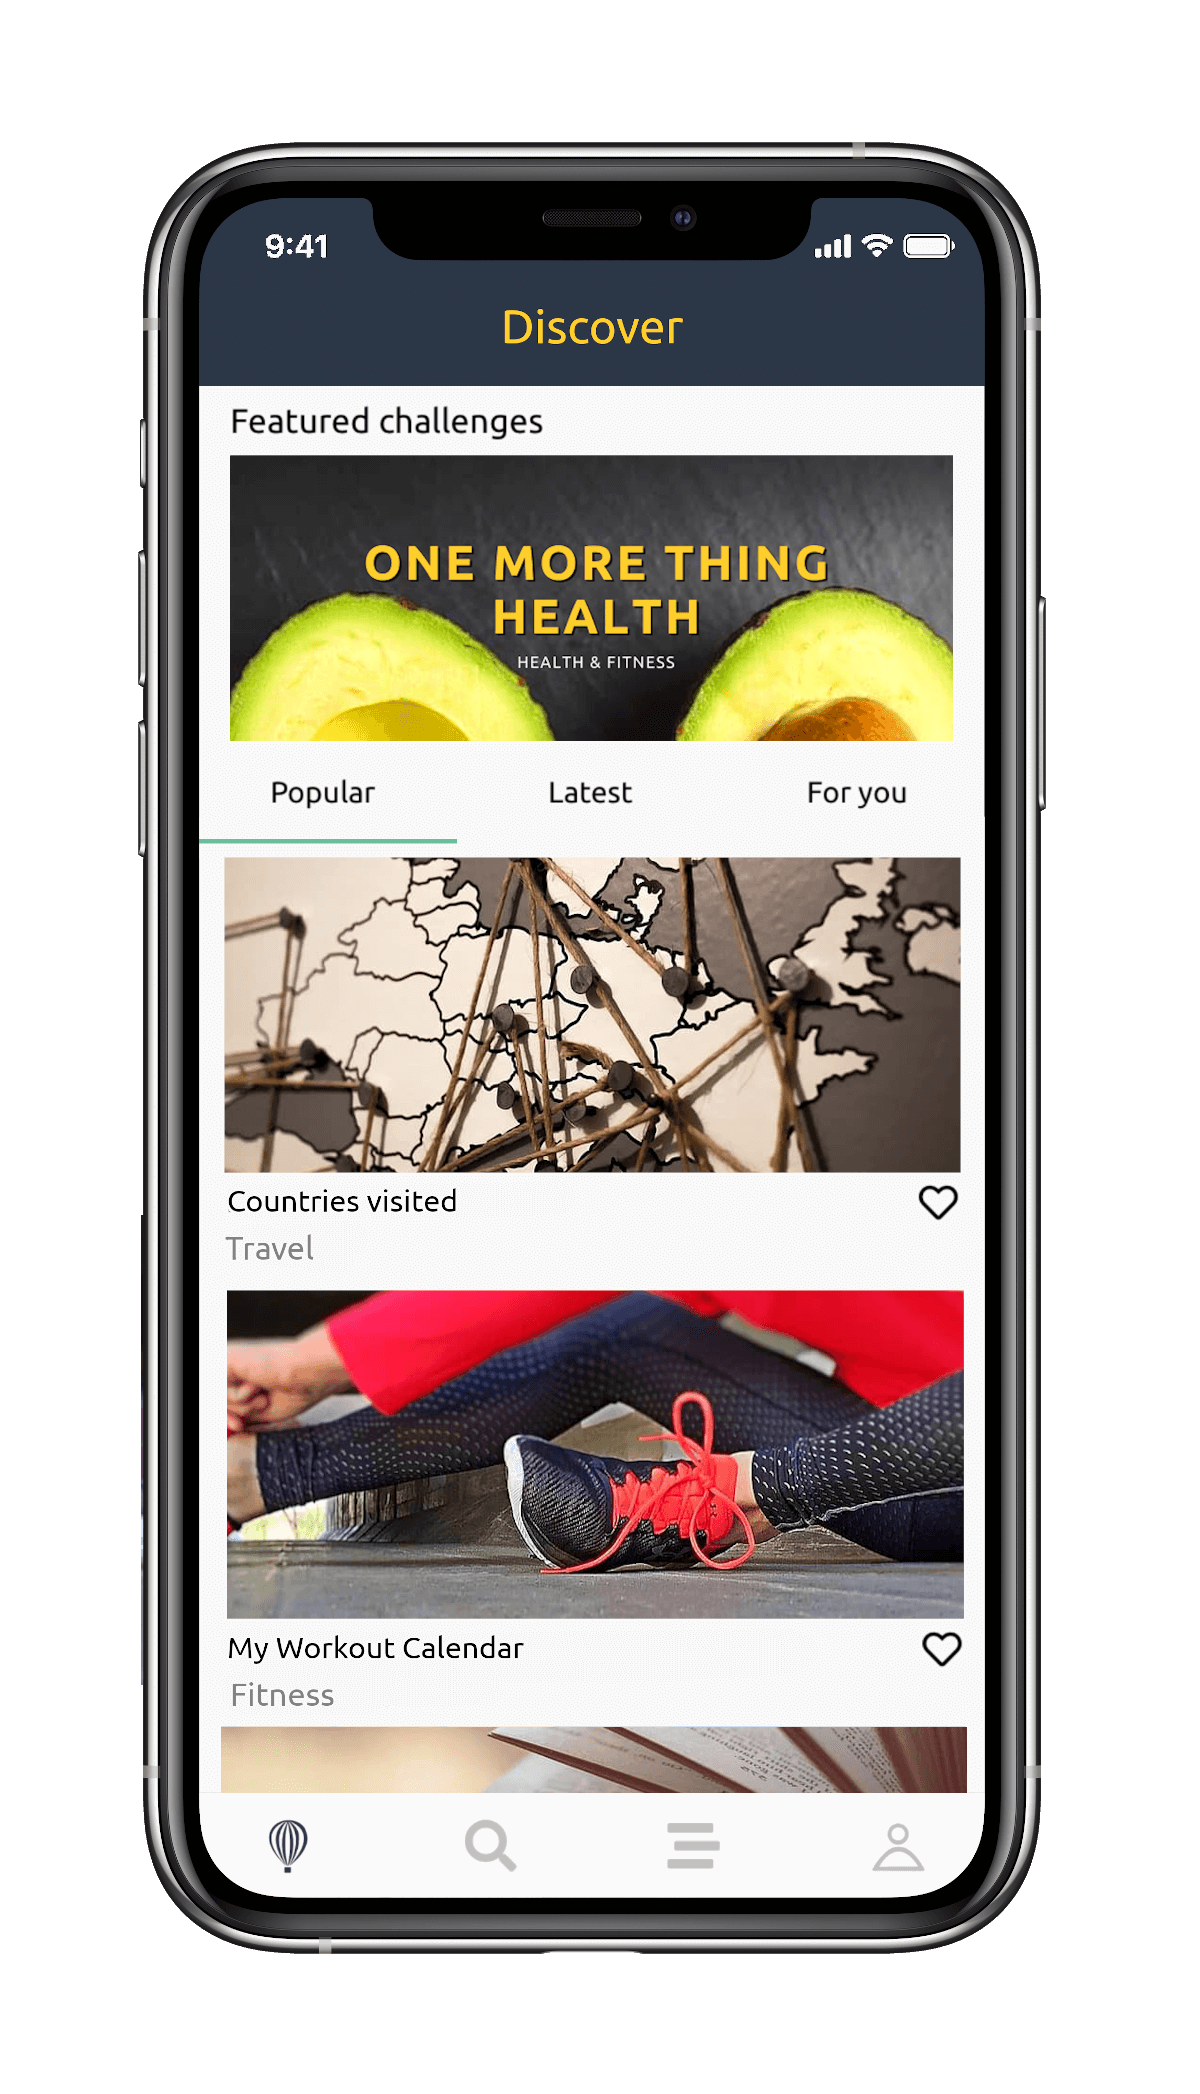 9:41
Discover
Featured challenges
ONE MORE THING
HEALTH
HEALTH & FITNESS
Popular
Latest
For you
Countries visited
Travel
My Workout Calendar
Fitness